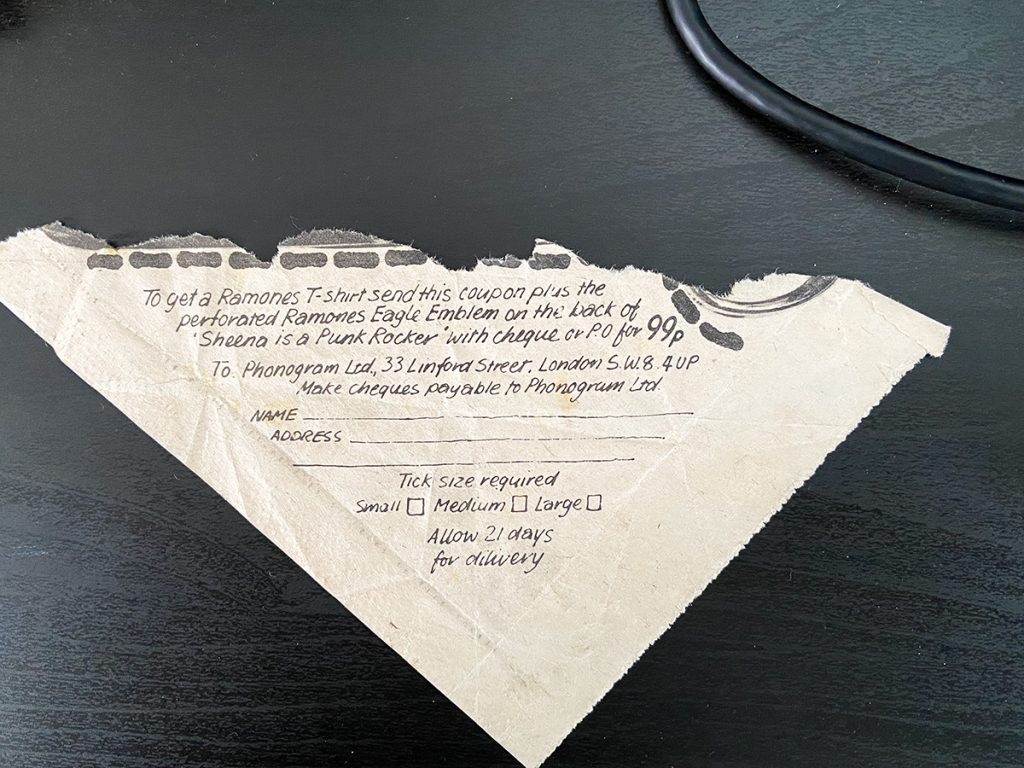 To get a Ramones T-shirt send this coupon plus the
perforated Ramones Eagle Emblem on the back of
'Sheena is a Punk Rocker' with cheque or P.O for 99p
To. Phonogram Ltd., 33 Linford Street, London S.W.8. 4UP
Make cheques payable to Phonogram Ltd.
NAME
ADDRESS
Tick size required
Small Medium Large
Allow 21 days
for dilivery